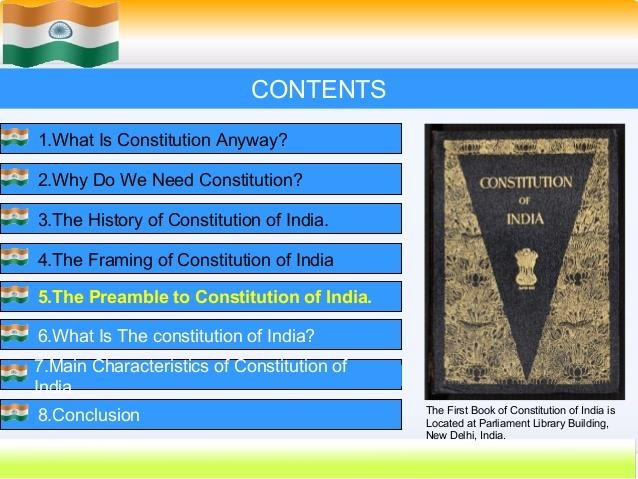 CONTENTS
1.What Is Constitution Anyway?
2.Why Do We Need Constitution?
3.The History of Constitution of India.
4.The Framing of Constitution of India
5.The Preamble to Constitution of India.
6.What Is The constitution of India?
7.Main Characteristics of Constitution of
India
8.Conclusion
CONSTITUTION
OF
INDIA
The First Book of Constitution of India is
Located at Parliament Library Building,
New Delhi, India.